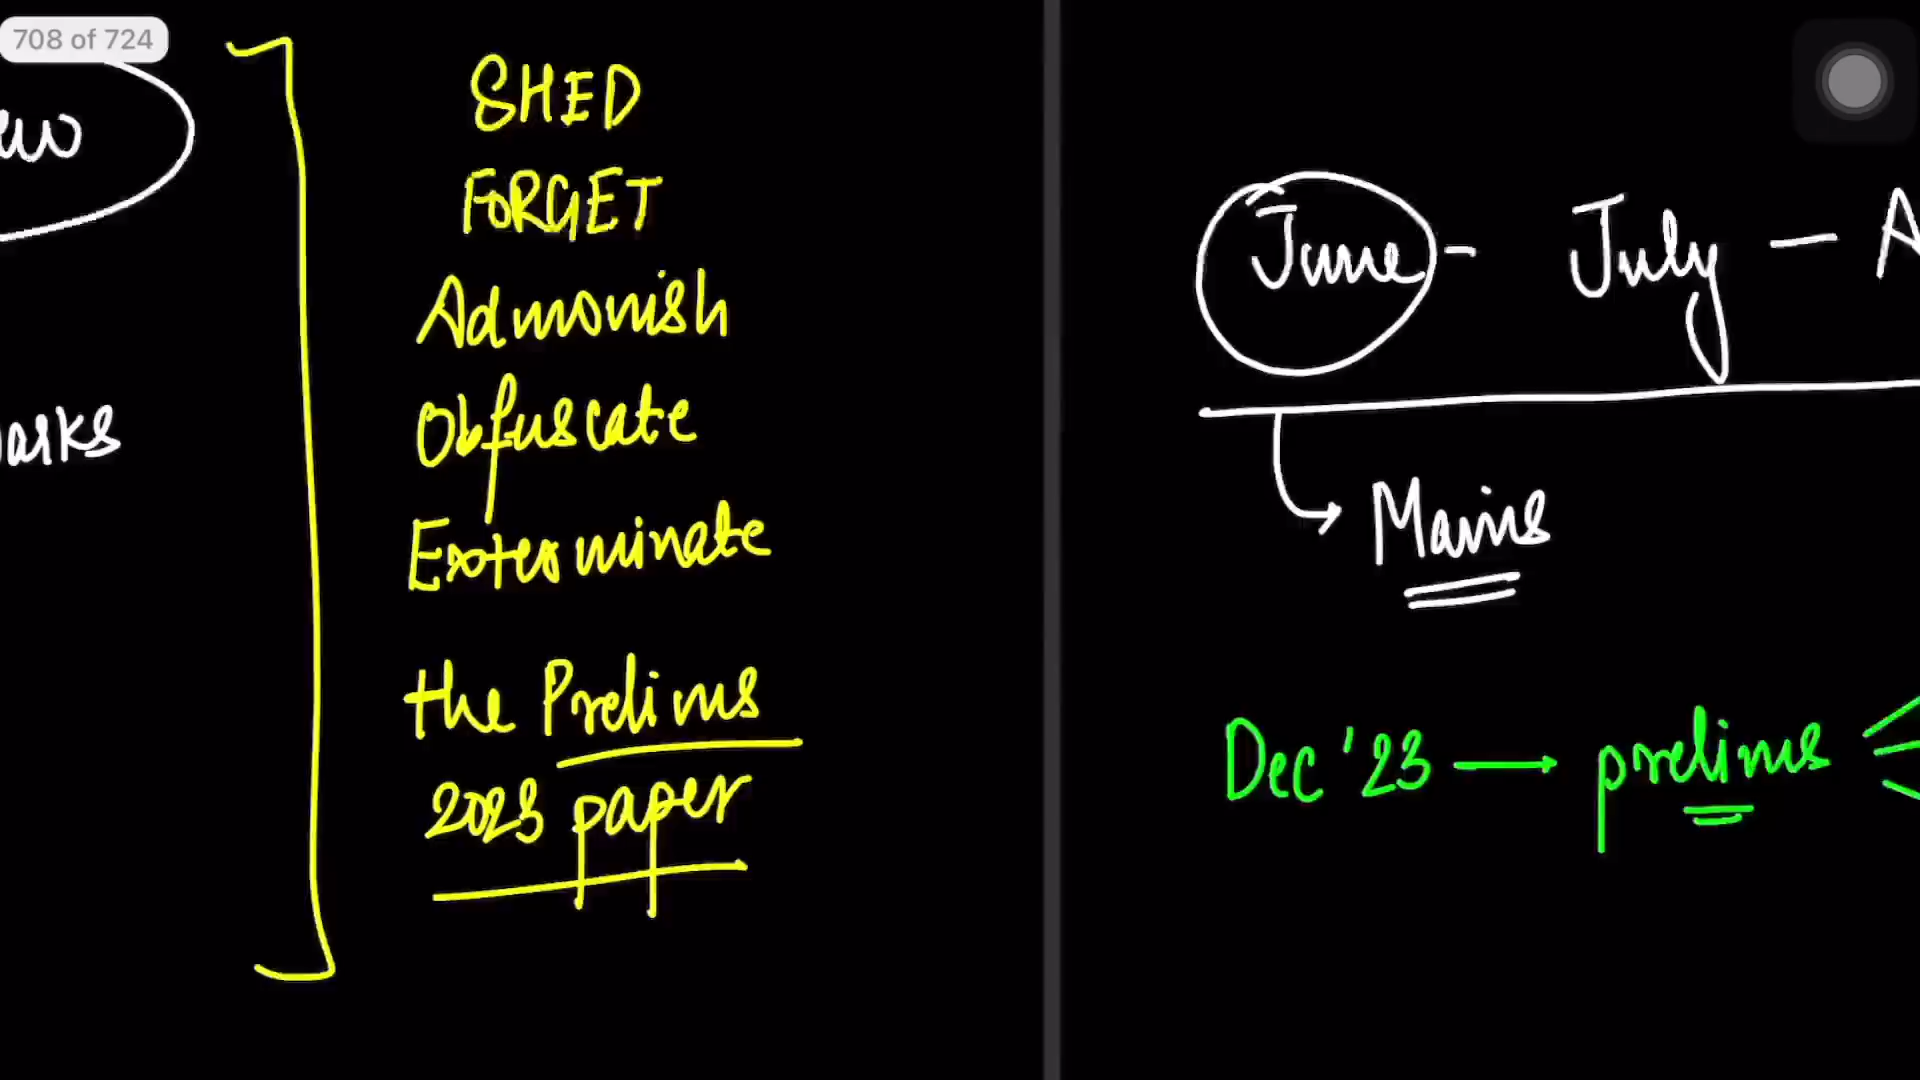 708 of 724
SHED
FORGET
Admonish
Obfuscate
Exterminate
the Prelims
2023 paper
June - July - A
Mains
Dec '23 → prelims